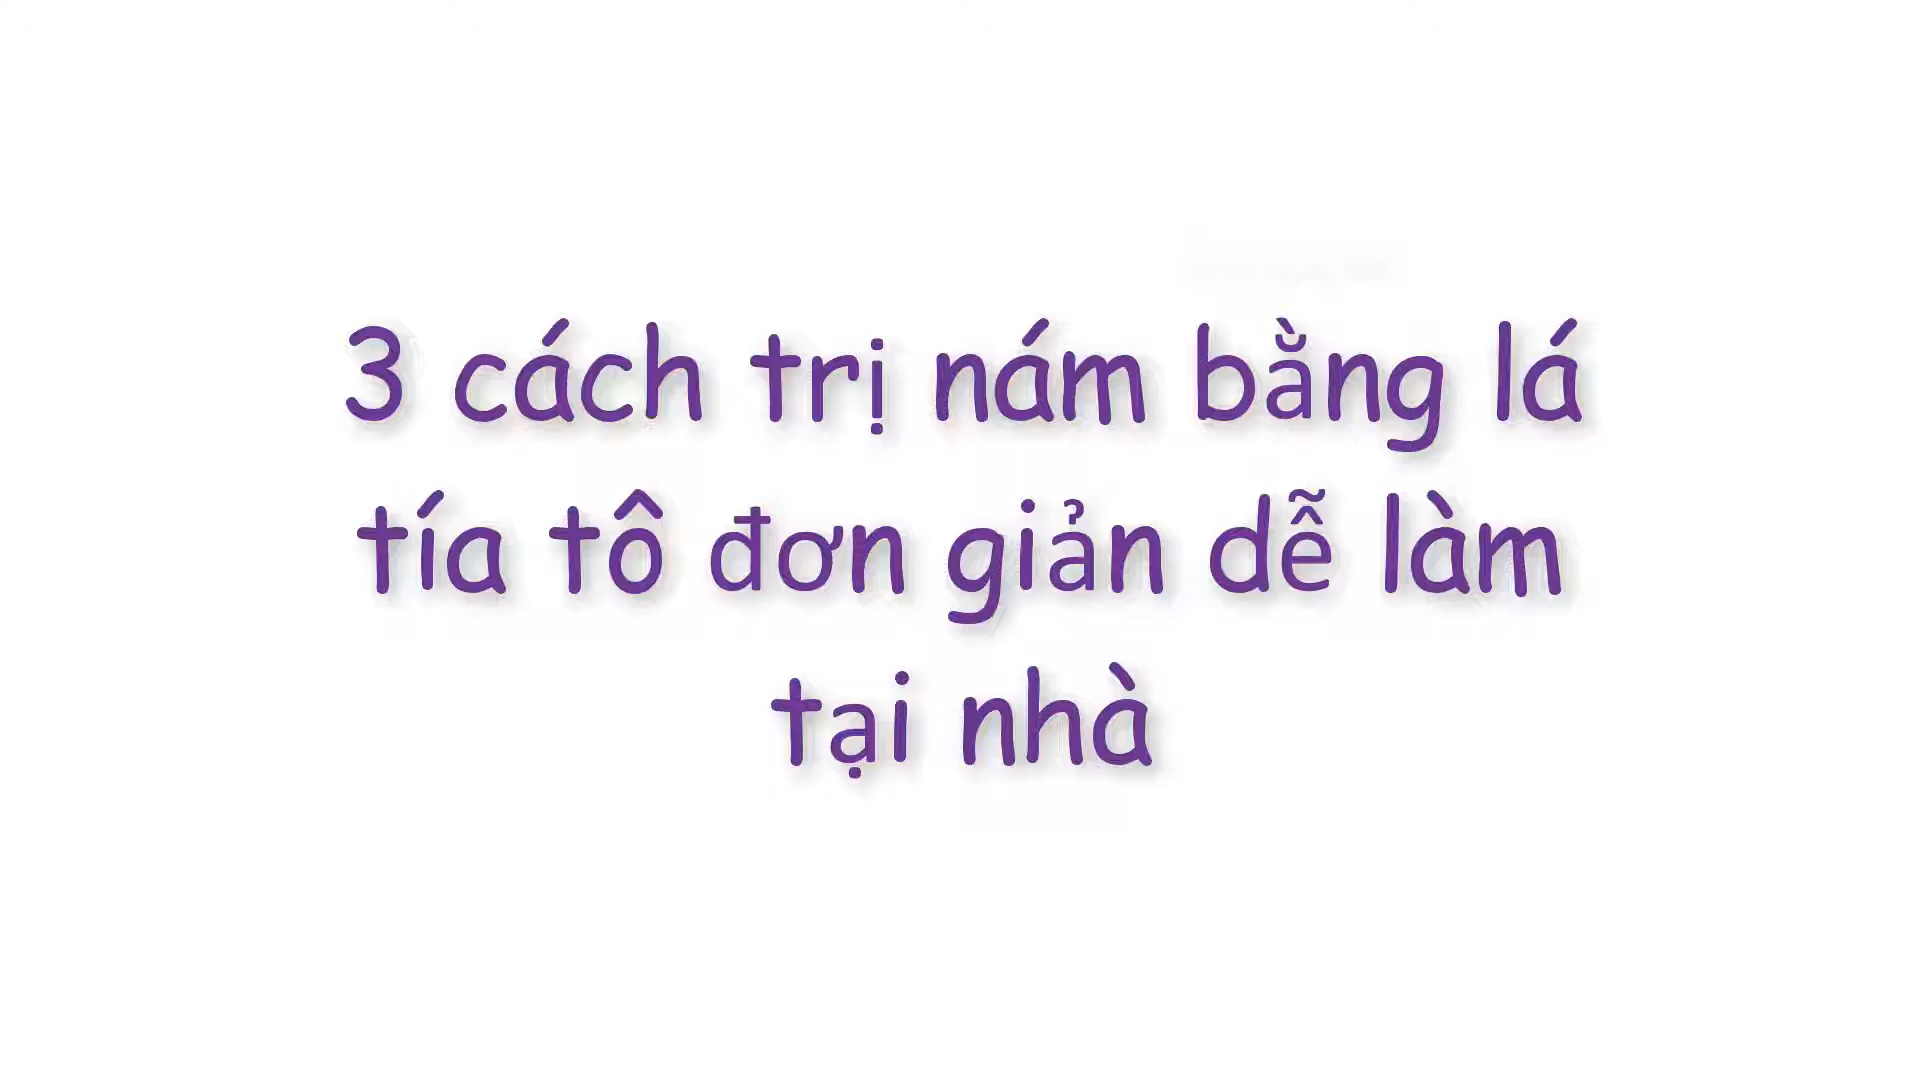 3 cách trị nám bằng lá
tía tô đơn giản dễ làm
tại nhà